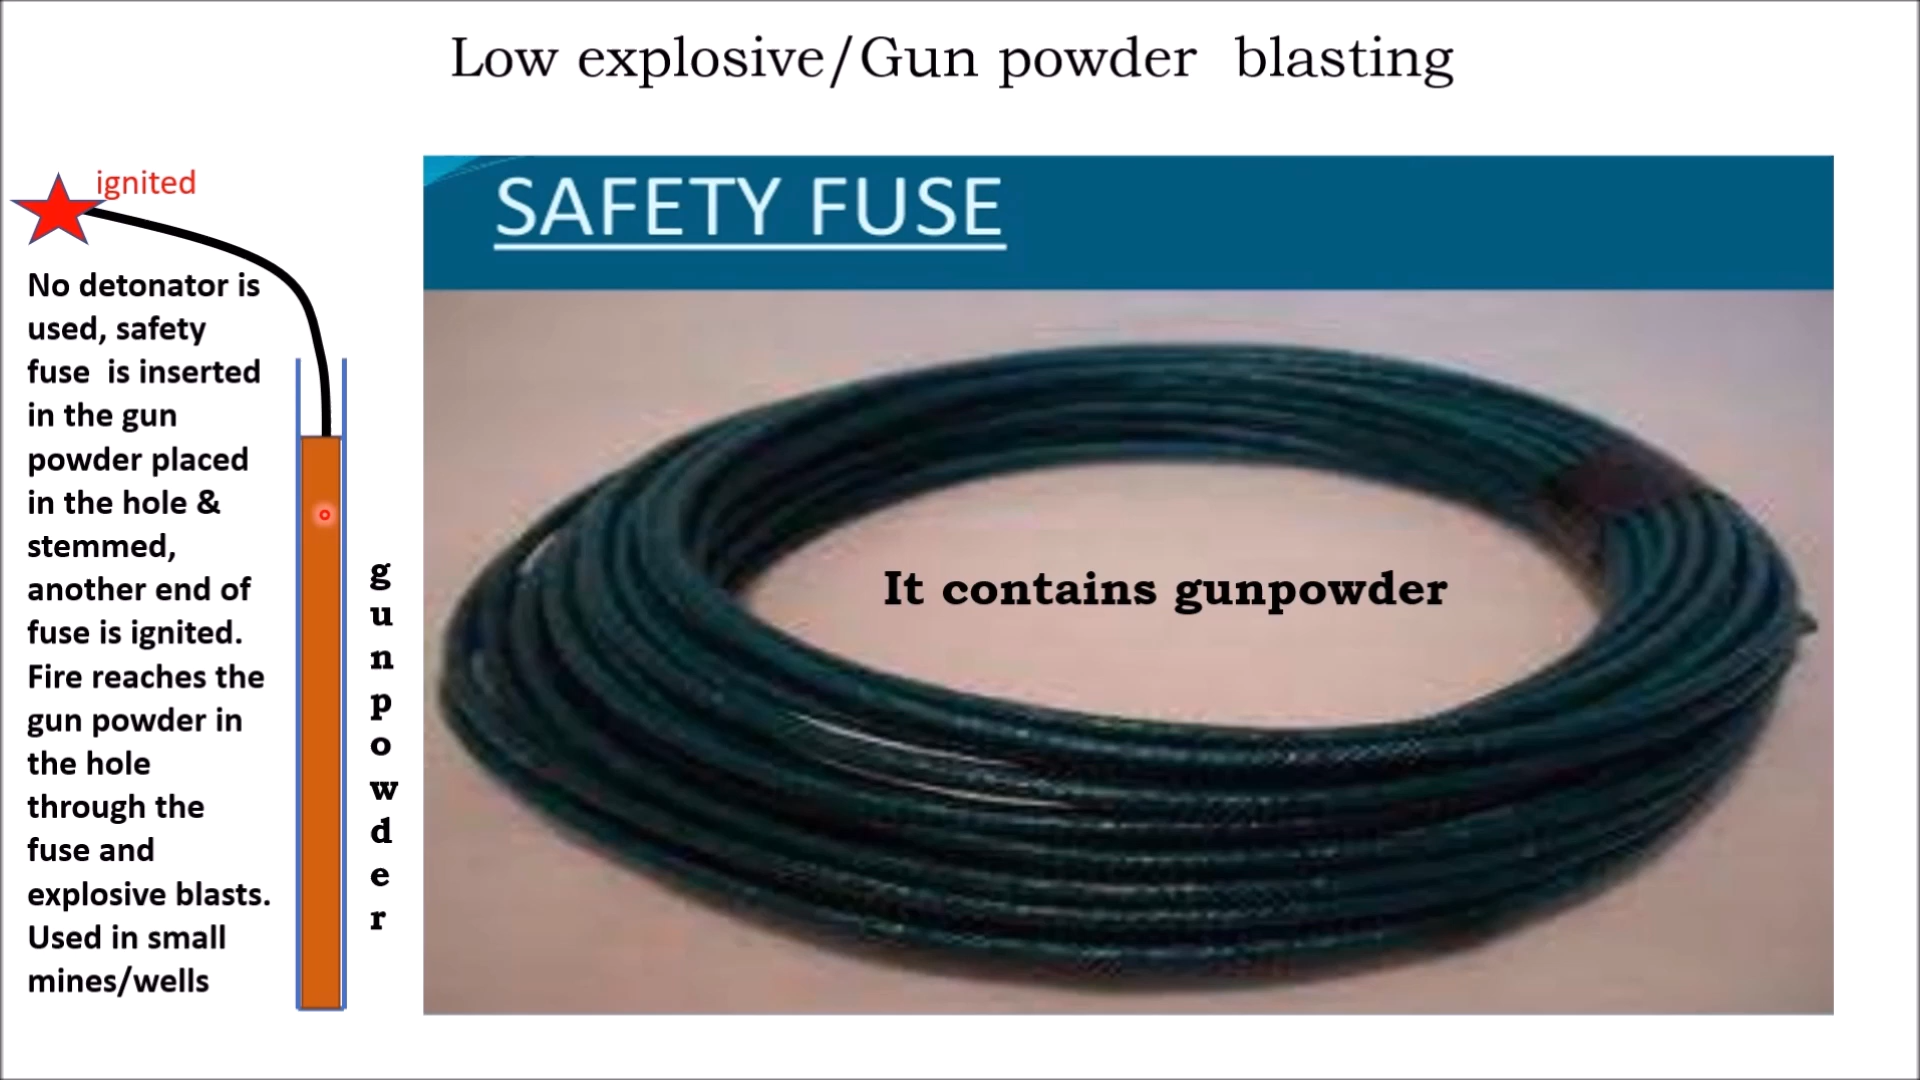 Low explosive/Gun powder blasting
ignited
No detonator is
used, safety
fuse is inserted
in the gun
powder placed
in the hole &
stemmed,
another end of
fuse is ignited.
Fire reaches the
gun powder in
the hole
through the
fuse and
explosive blasts.
Used in small
mines/wells
gunpowder
SAFETY FUSE
It contains gunpowder